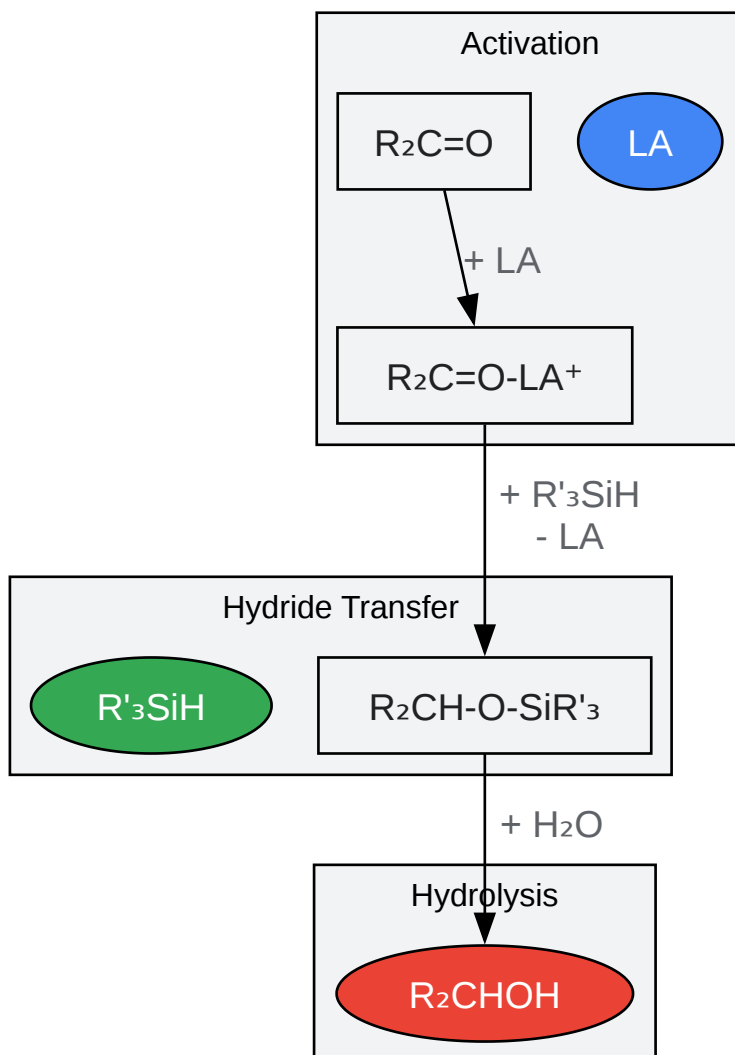 Activation
R₂C=O
LA
+ LA
R₂C=O-LA⁺
+ R'₃SiH
- LA
Hydride Transfer
R'₃SiH
R₂CH-O-SiR'₃
+ H₂O
Hydrolysis
R₂CHOH